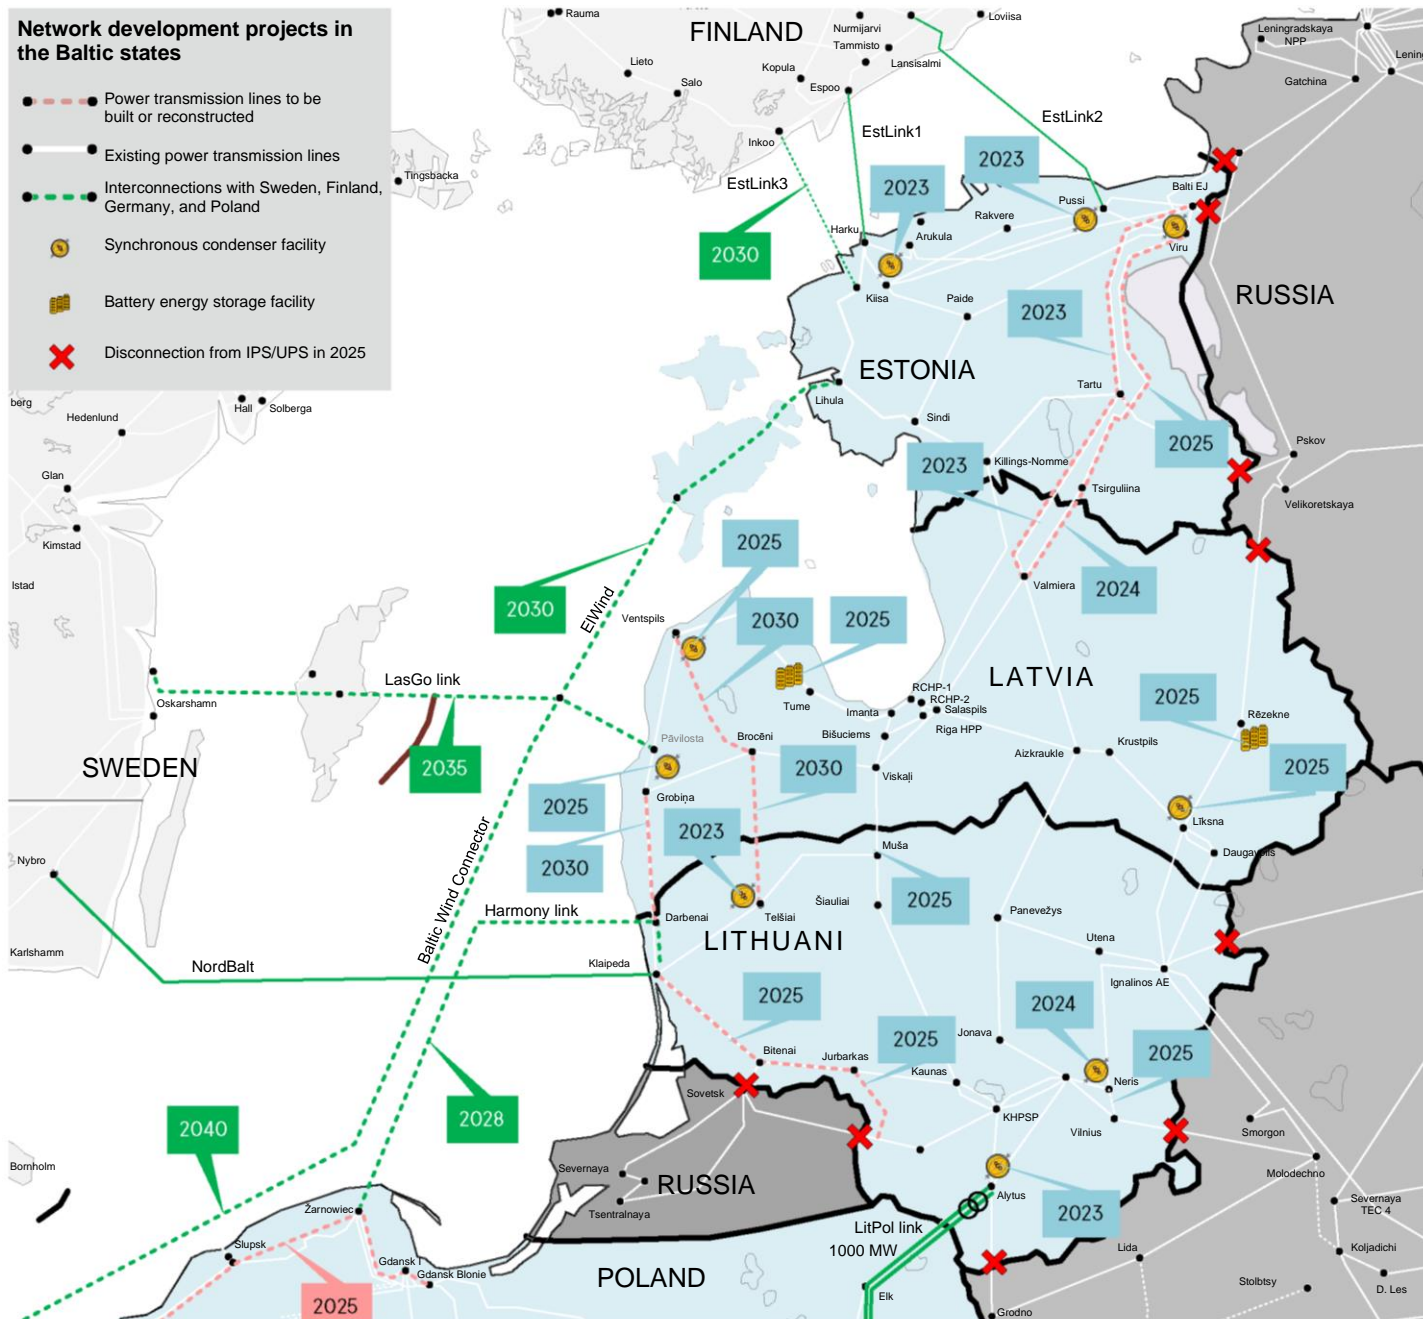 Network development projects in
the Baltic states
Power transmission lines to be
built or reconstructed
Existing power transmission lines
Interconnections with Sweden, Finland,
Germany, and Poland
Synchronous condenser facility
Battery energy storage facility
Disconnection from IPS/UPS in 2025
Rauma
FINLAND
Nurmijarvi
Tammisto
Loviisa
Lansisalmi
Lieto
Salo
Kopula
Espoo
Inkoo
Tingsbacka
EstLink1
EstLink2
EstLink3
Leningradskaya
NPP
Lening
Gatchina
2023
2023
2030
Harku
Arukula
Rakvere
Pussi
Balti EJ
Viru
Kiisa
Paide
2023
RUSSIA
ESTONIA
Lihula
Sindi
Tartu
2025
2023
Killings-Nomme
Tsirguliina
Pskov
Velikoretskaya
berg
Hedenlund
Hall
Solberga
Glan
Kimstad
lstad
2030
ElWind
2025
Ventspils
2030
2025
Valmiera
2024
LATVIA
LasGo link
Oskarshamn
2035
SWEDEN
Tume
Imanta
RCHP-1
RCHP-2
Salaspils
Riga HPP
Bišuciems
Pāvilosta
Brocēni
2030
Viskaļi
Aizkraukle
Krustpils
2025
Rēzekne
2025
Grobiņa
2025
2030
2023
Līksna
Daugavpils
Muša
2025
Nybro
Baltic Wind Connector
Harmony link
Darbenai
Telšiai
Šiauliai
Panevežys
LITHUANI
Utena
Karlshamm
NordBalt
Klaipeda
Ignalinos AE
2025
2024
Bitenai
Jurbarkas
2025
Jonava
Kaunas
2025
Neris
Sovetsk
KHPSP
Vilnius
2028
2040
Smorgon
Bornholm
Severnaya
RUSSIA
Tsentralnaya
Molodechno
Alytus
2023
Severnaya
TEC 4
Żarnowiec
LitPol link
1000 MW
Lida
Koljadichi
Slupsk
Gdansk I
Gdansk Blonie
POLAND
2025
Elk
Stolbtsy
D. Les
Grodno